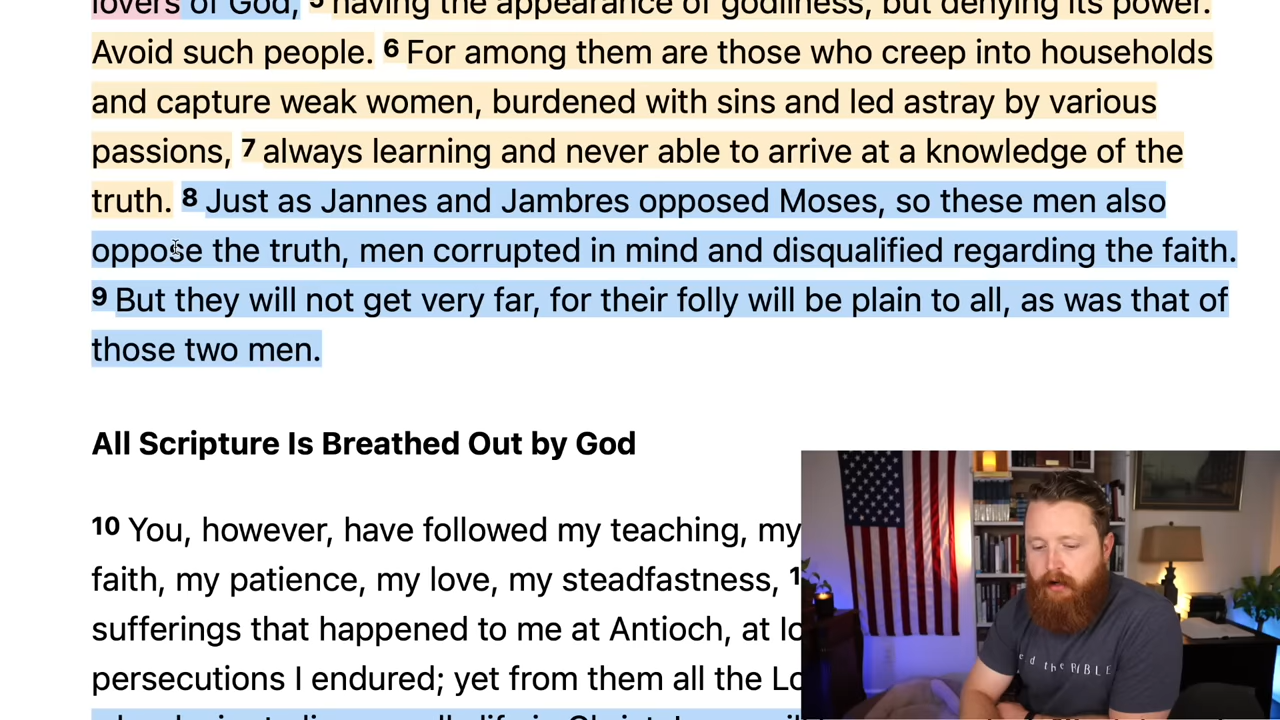 lovers of God, 5 having the appearance of godliness, but denying its power.
Avoid such people. 6 For among them are those who creep into households
and capture weak women, burdened with sins and led astray by various
passions, 7 always learning and never able to arrive at a knowledge of the
truth. 8 Just as Jannes and Jambres opposed Moses, so these men also
oppose the truth, men corrupted in mind and disqualified regarding the faith.
9 But they will not get very far, for their folly will be plain to all, as was that of
those two men.
All Scripture Is Breathed Out by God
10 You, however, have followed my teaching, my
faith, my patience, my love, my steadfastness,
sufferings that happened to me at Antioch, at
persecutions I endured; yet from them all the
the BIBLE